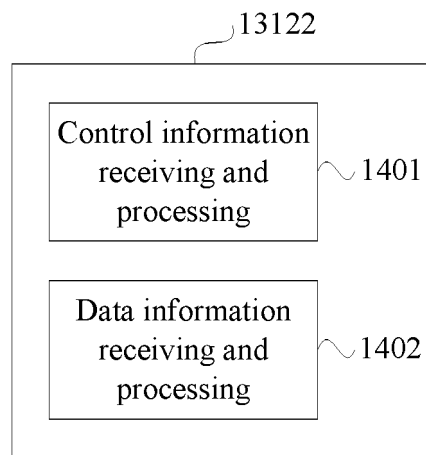 13122
Control information
receiving and
processing
1401
Data information
receiving and
processing
1402